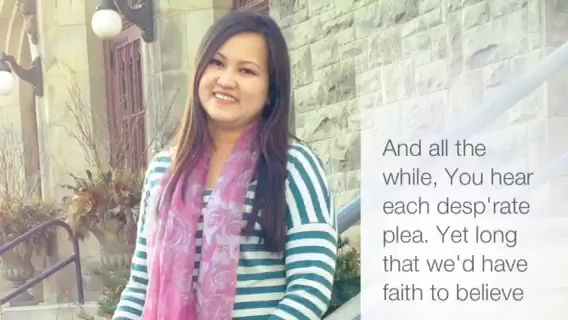 And all the
while, You hear
each desp'rate
plea. Yet long
that we'd have
faith to believe